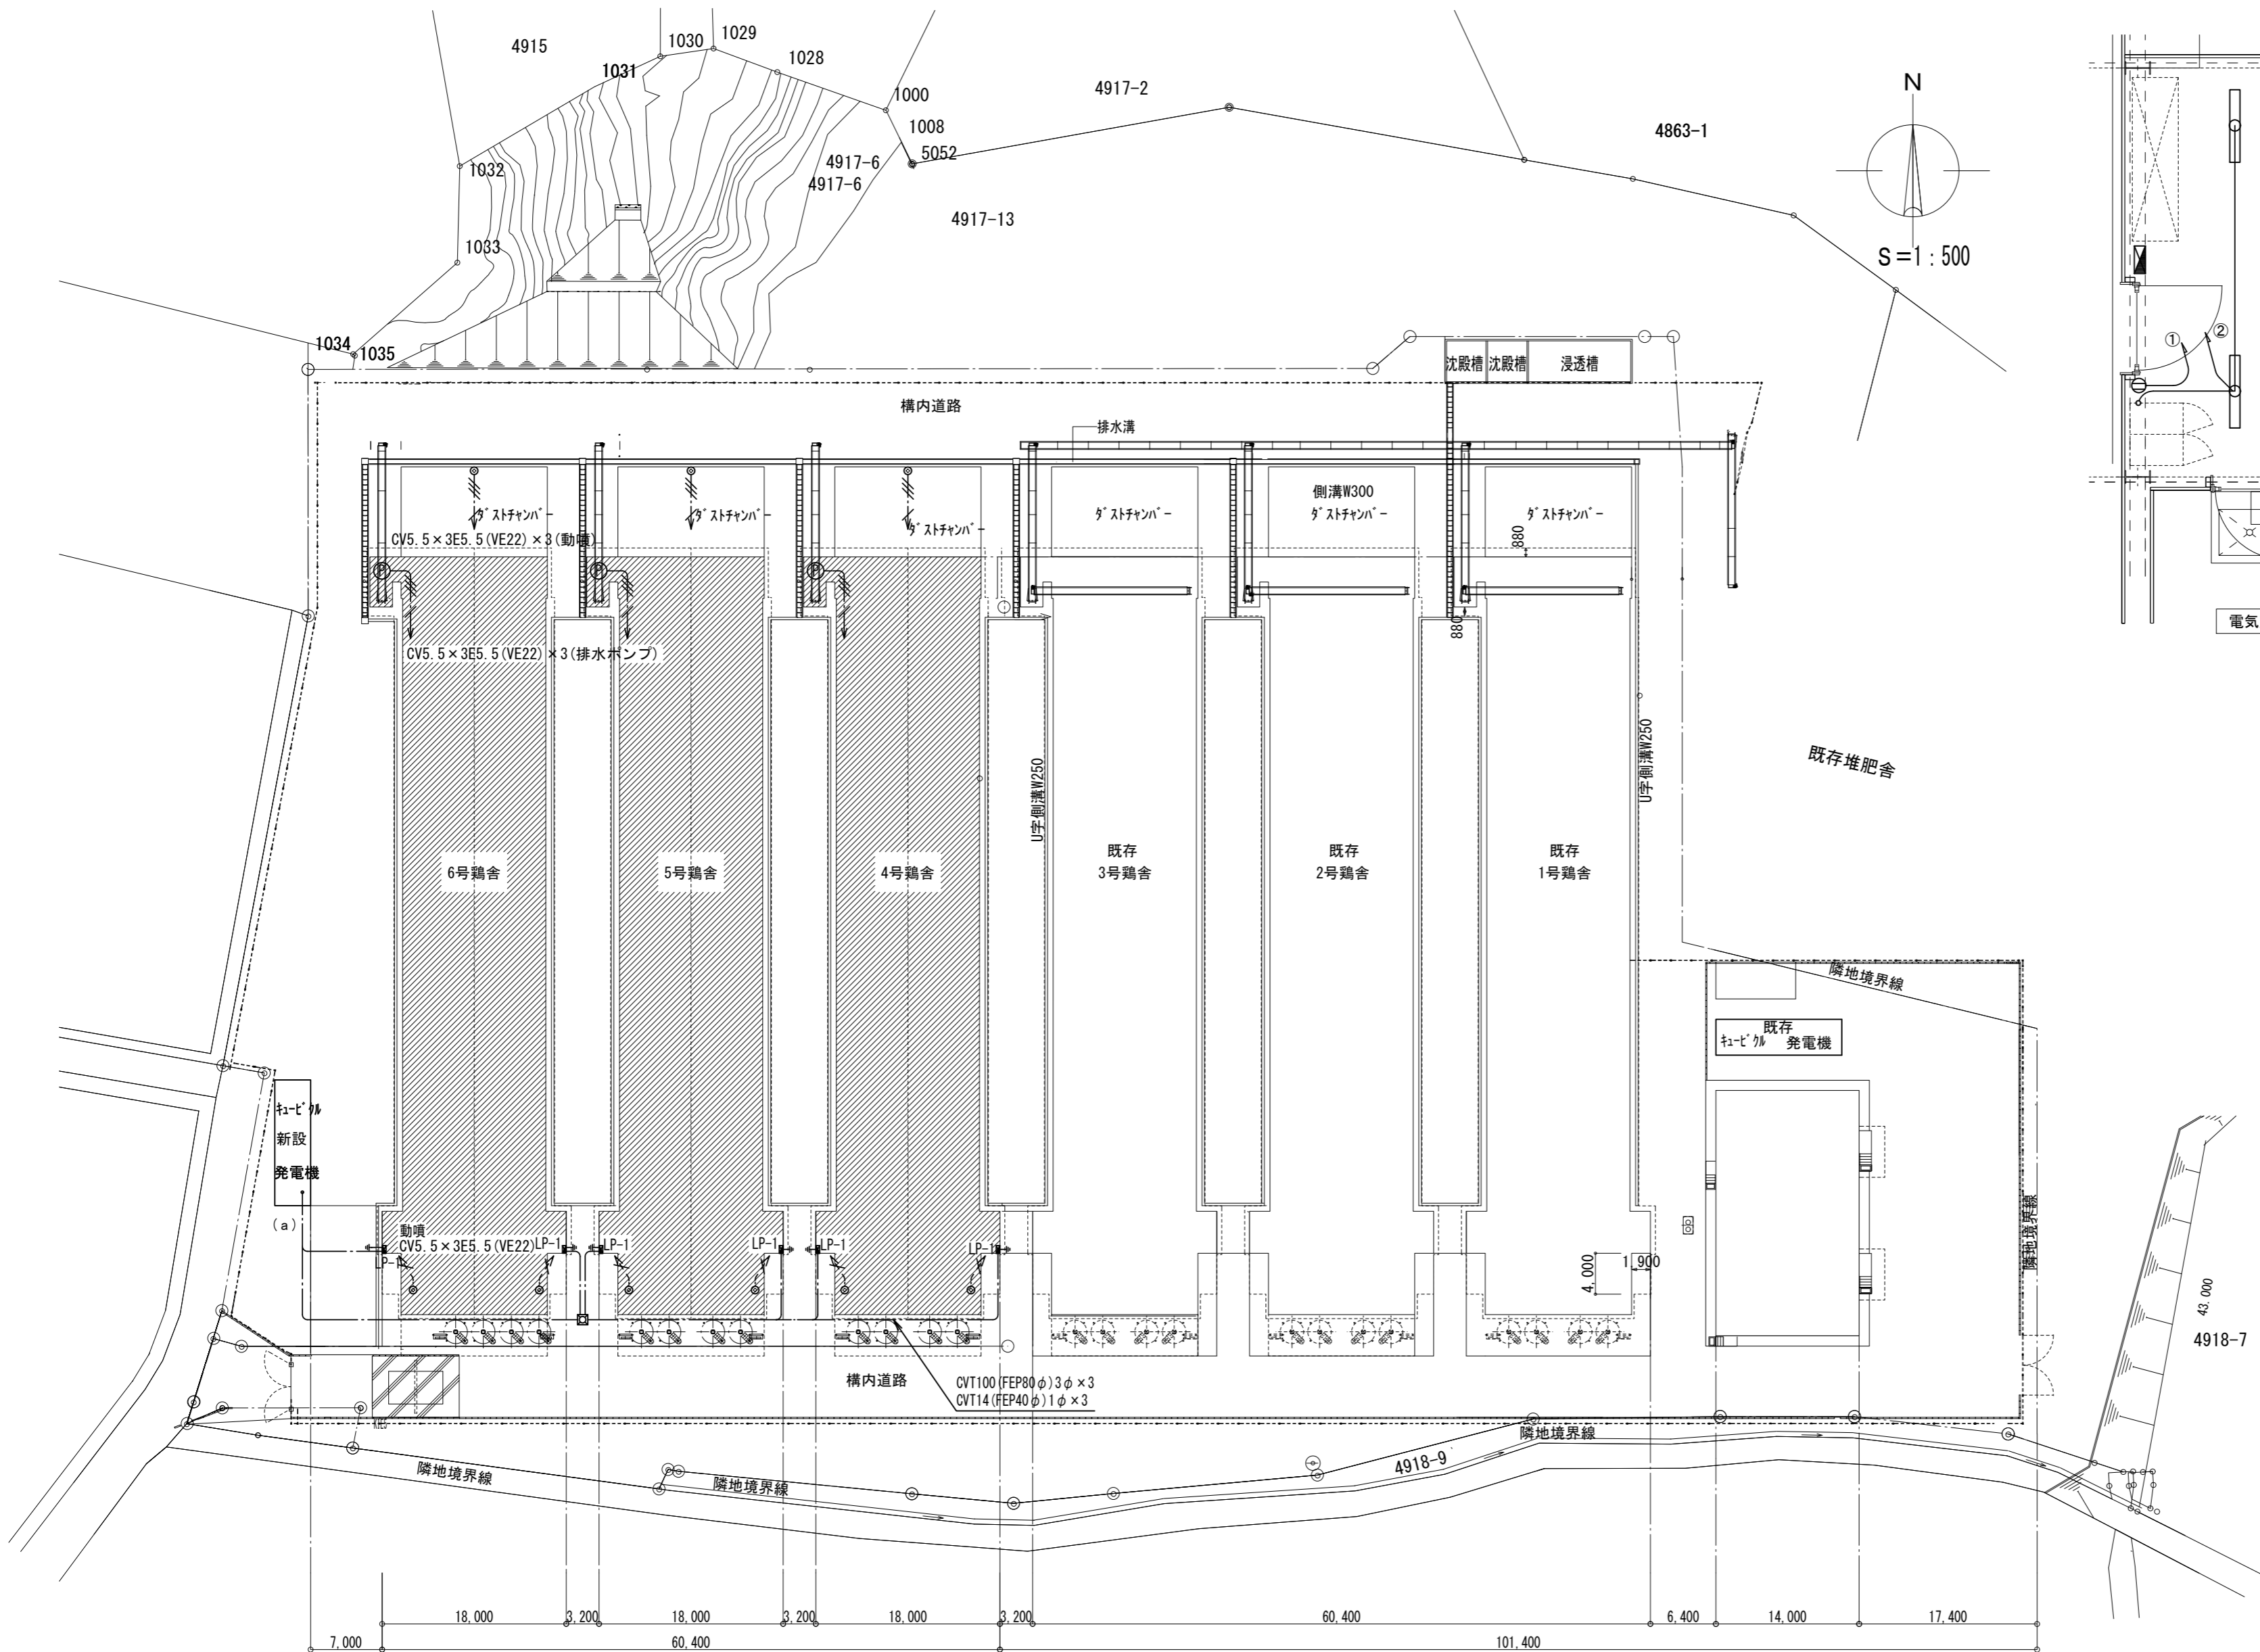 4915
1030
1029
1031
1028
1000
1008
5052
4917-6
4917-6
4917-2
4917-13
4863-1
N
S=1:500
1032
1033
1034
1035
①
②
電気
沈殿槽
沈殿槽
浸透槽
構内道路
排水溝
ダストチャンバー
ダストチャンバー
ダストチャンバー
ダストチャンバー
側溝W300
ダストチャンバー
ダストチャンバー
CV5.5×3E5.5(VE22)×3(動噴)
P
P
P
CV5.5×3E5.5(VE22)×3(排水ポンプ)
880
880
U字側溝W250
U字側溝W250
既存堆肥舎
6号鶏舎
5号鶏舎
4号鶏舎
既存
3号鶏舎
既存
2号鶏舎
既存
1号鶏舎
隣地境界線
既存
キュービクル 発電機
キュービクル
新設
発電機
(a)
動噴
CV5.5×3E5.5(VE22)
LP-1
LP-1
LP-1
LP-1
LP-1
LP-1
4,000
1,900
隣地境界線
43.000
4918-7
構内道路
CVT100(FEP80φ)3φ×3
CVT14(FEP40φ)1φ×3
隣地境界線
隣地境界線
隣地境界線
4918-9
18,000
3,200
18,000
3,200
18,000
3,200
60,400
6,400
14,000
17,400
7,000
60,400
101,400